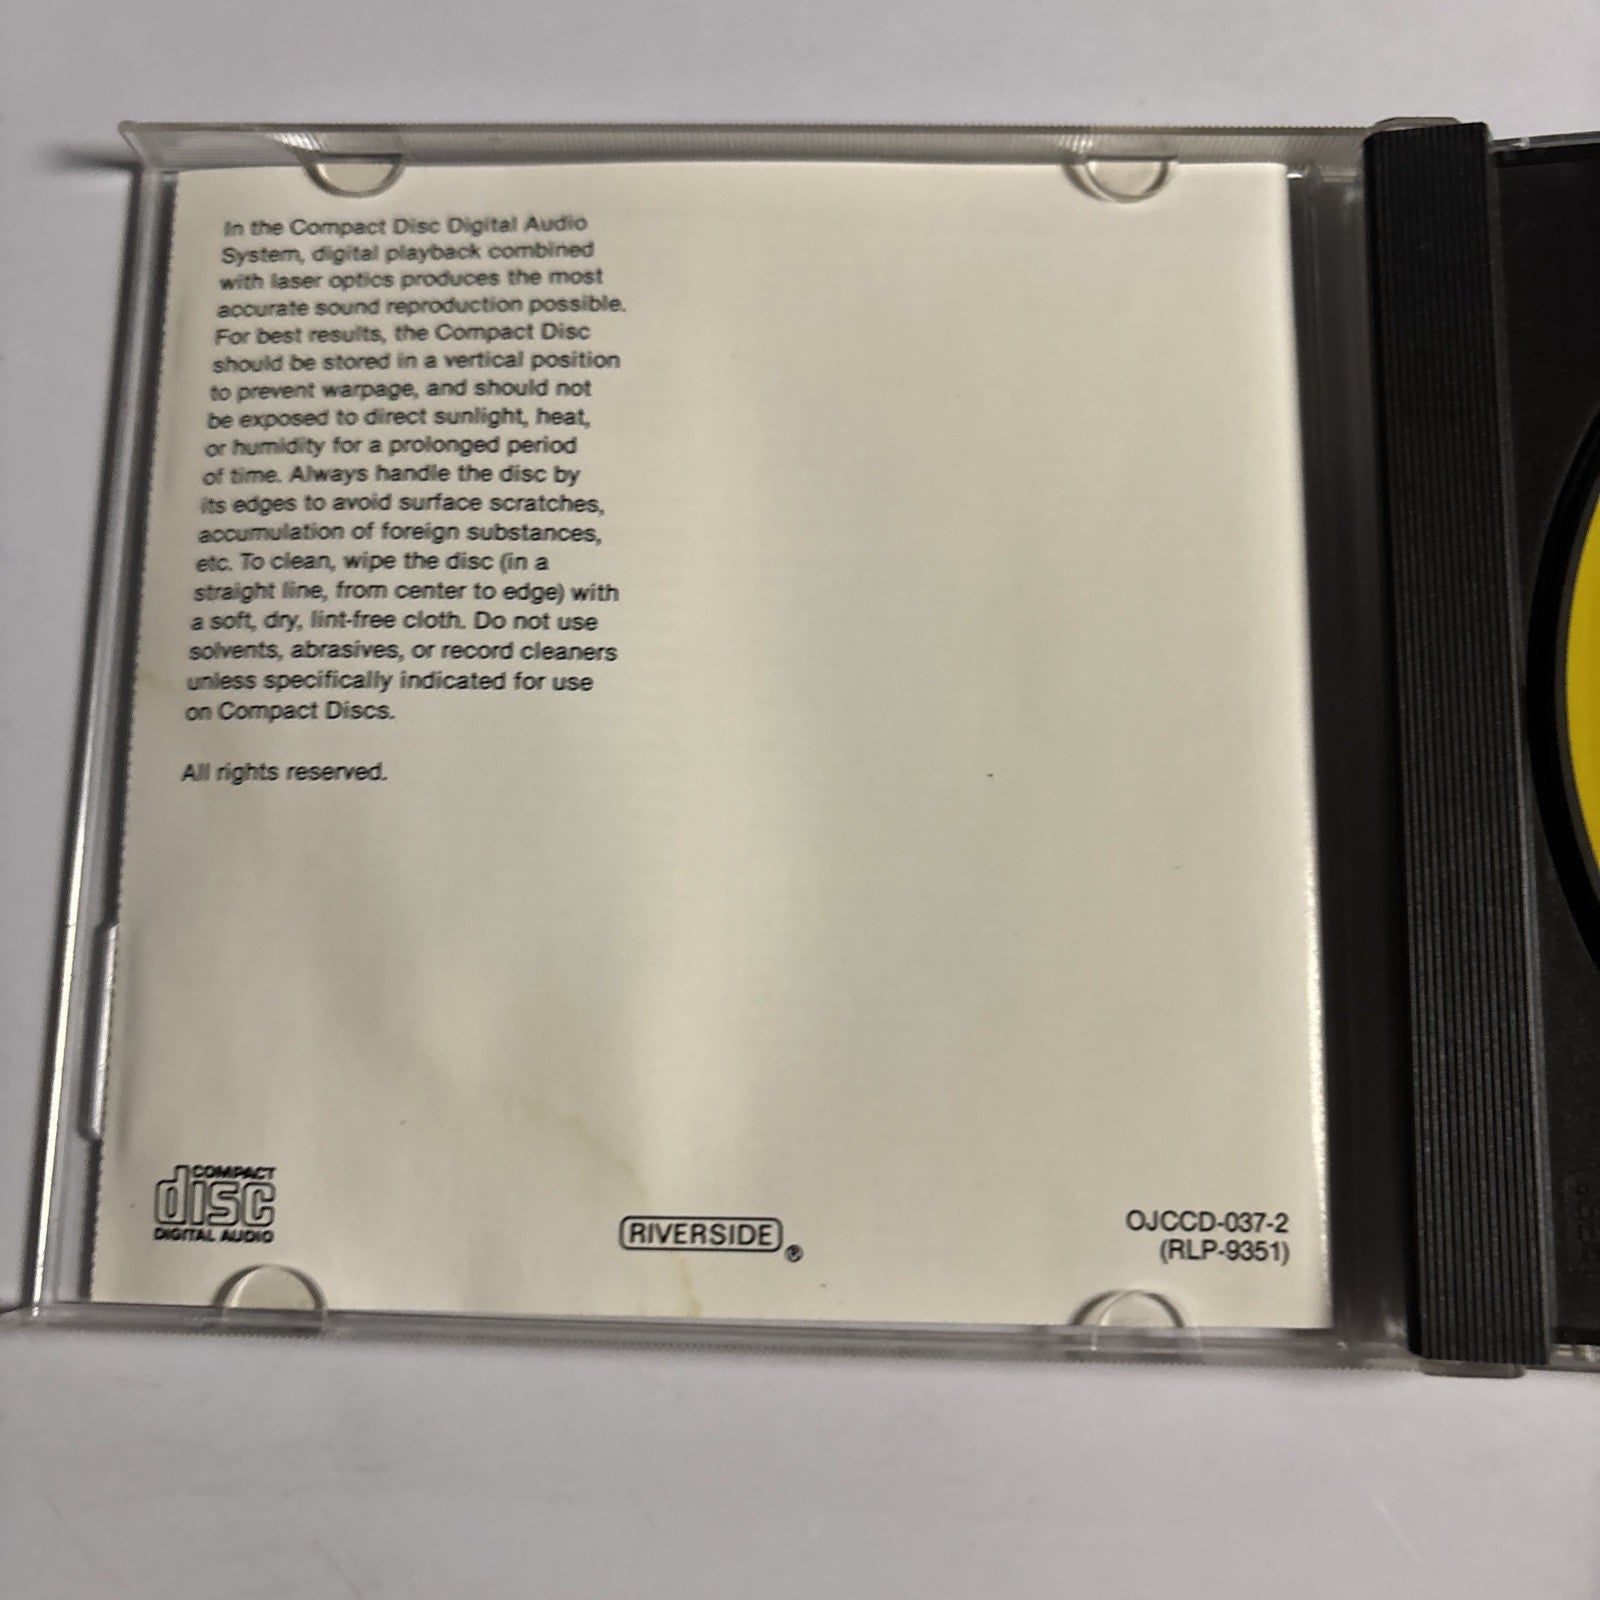 In the Compact Disc Digital Audio
System, digital playback combined
with laser optics produces the most
accurate sound reproduction possible.
For best results, the Compact Disc
should be stored in a vertical position
to prevent warpage, and should not
be exposed to direct sunlight, heat,
or humidity for a prolonged period
of time. Always handle the disc by
its edges to avoid surface scratches,
accumulation of foreign substances,
etc. To clean, wipe the disc (in a
straight line, from center to edge) with
a soft, dry, lint-free cloth. Do not use
solvents, abrasives, or record cleaners
unless specifically indicated for use
on Compact Discs.
All rights reserved.
COMPACT
disc
DIGITAL AUDIO
RIVERSIDE®
OJCCD-037-2
(RLP-9351)